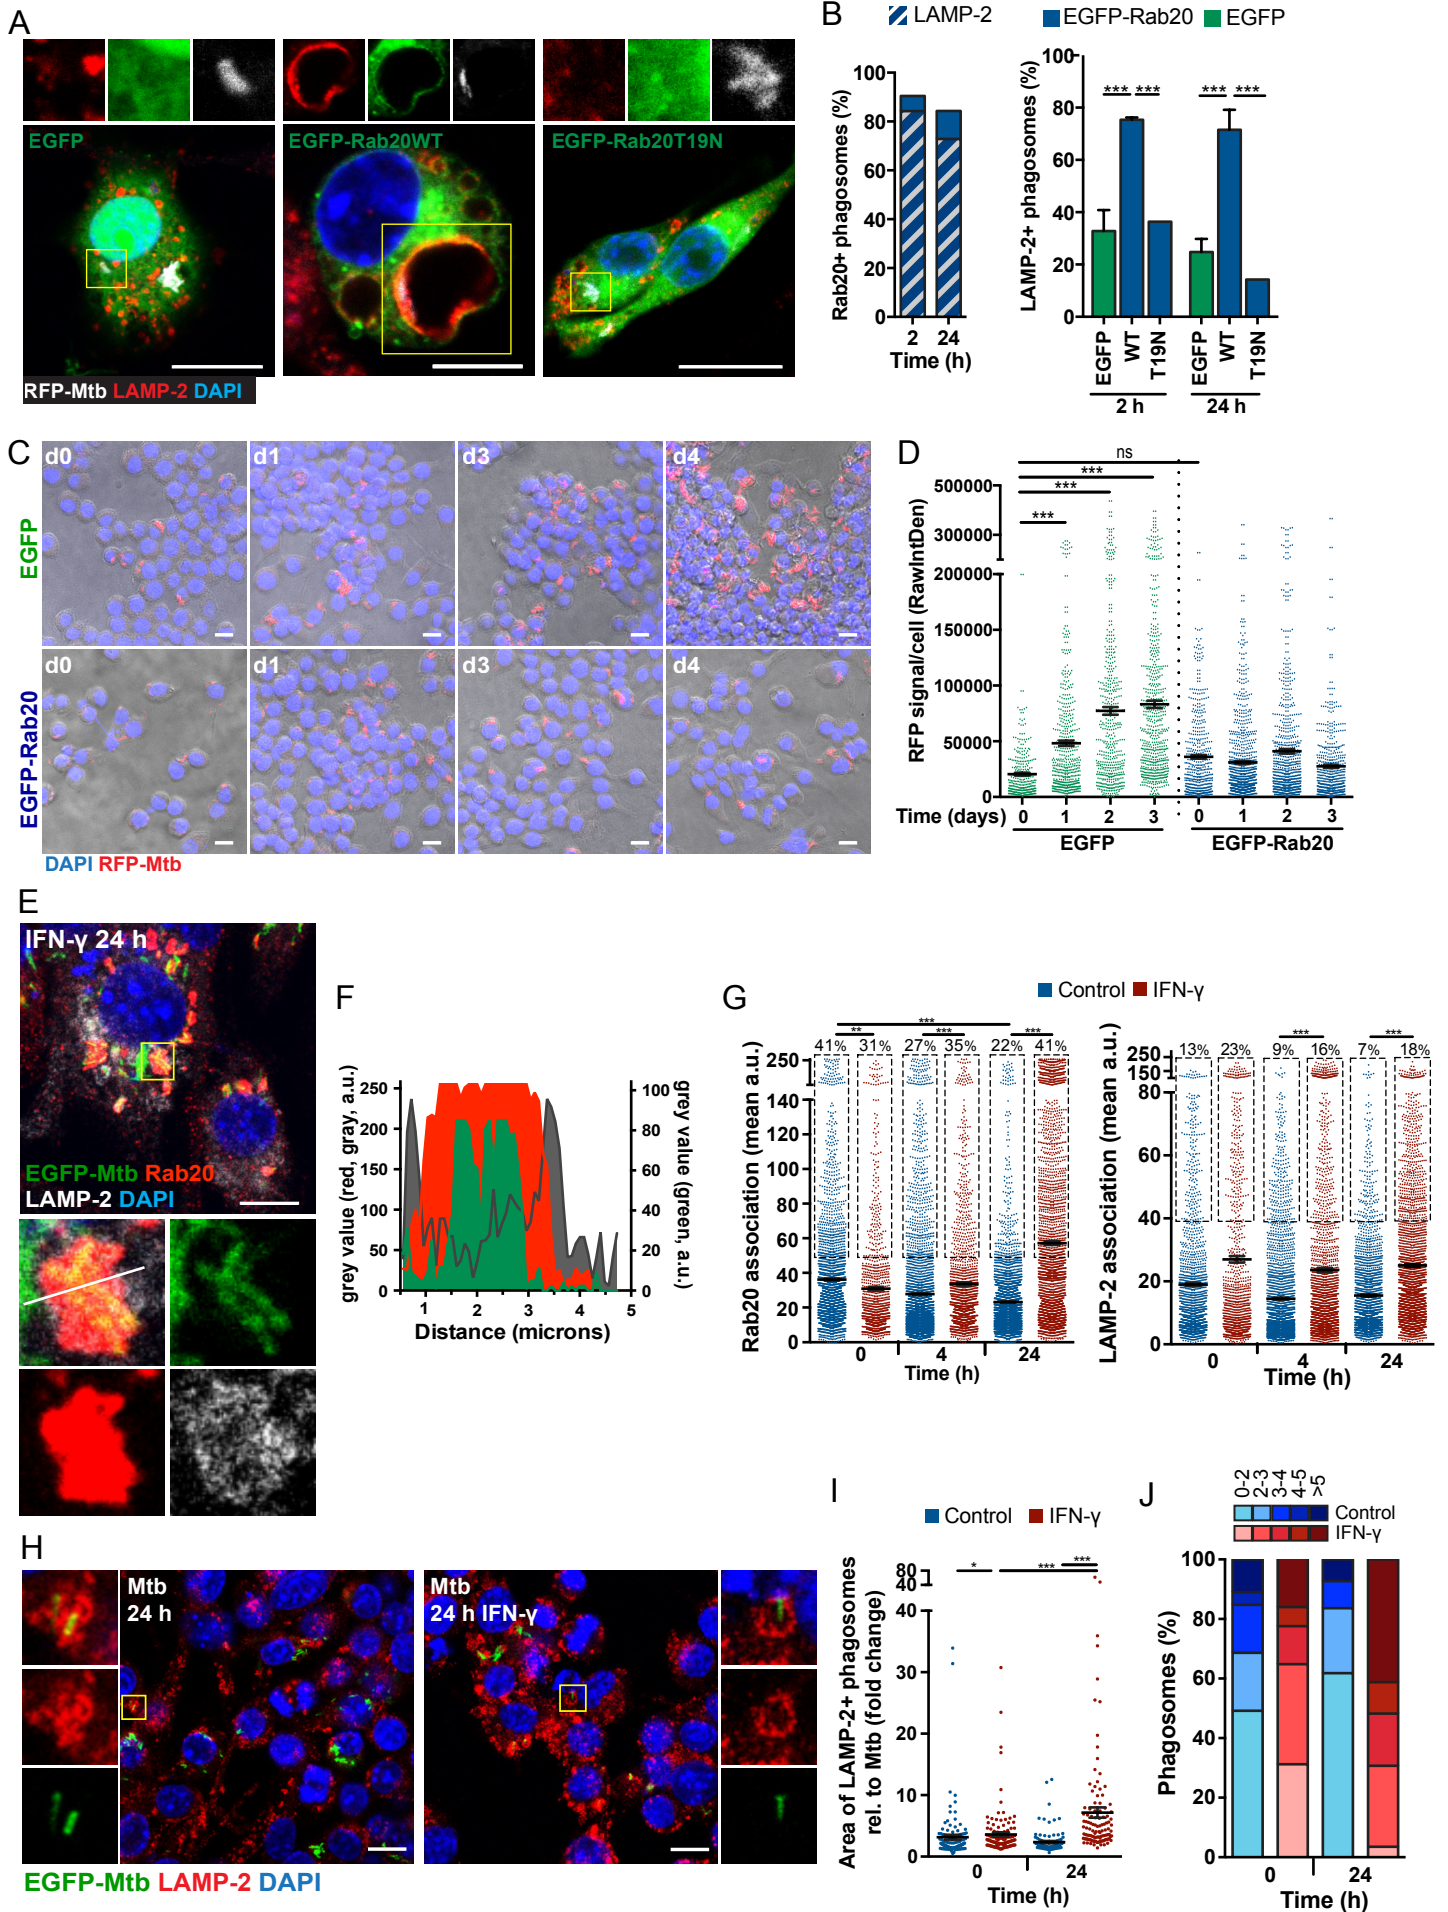 A
EGFP
EGFP-Rab20WT
EGFP-Rab20T19N
RFP-Mtb LAMP-2 DAPI
B
LAMP-2
EGFP-Rab20
EGFP
Rab20+ phagosomes (%)
100
80
60
40
20
0
2
24
Time (h)
LAMP-2+ phagosomes (%)
100
80
60
40
20
0
*** ***
*** ***
EGFP
WT
T19N
EGFP
WT
T19N
2 h
24 h
C
EGFP
d0
d1
d3
d4
EGFP-Rab20
d0
d1
d3
d4
DAPI RFP-Mtb
D
ns
***
***
***
RFP signal/cell (RawIntDen)
500000
300000
200000
150000
100000
50000
0
Time (days) 0 1 2 3 0 1 2 3
EGFP
EGFP-Rab20
E
IFN-γ 24 h
EGFP-Mtb Rab20
LAMP-2 DAPI
F
grey value (red, gray, a.u.)
250
200
150
100
50
0
grey value (green, a.u.)
100
80
60
40
20
0
1 2 3 4 5
Distance (microns)
G
Control
IFN-γ
Rab20 association (mean a.u.)
***
** *** ***
41% 31% 27% 35% 22% 41%
250
140
120
100
80
60
40
20
0
0 4 24
Time (h)
LAMP-2 association (mean a.u.)
*** ***
13% 23% 9% 16% 7% 18%
250
150
80
60
40
20
0
0 4 24
Time (h)
H
Mtb
24 h
Mtb
24 h IFN-γ
EGFP-Mtb LAMP-2 DAPI
I
Control
IFN-γ
Area of LAMP-2+ phagosomes
rel. to Mtb (fold change)
* *** ***
80
40
40
30
20
10
0
0 24
Time (h)
J
0-2
2-3
3-4
4-5
>5
Control
IFN-γ
Phagosomes (%)
100
80
60
40
20
0
0 24
Time (h)